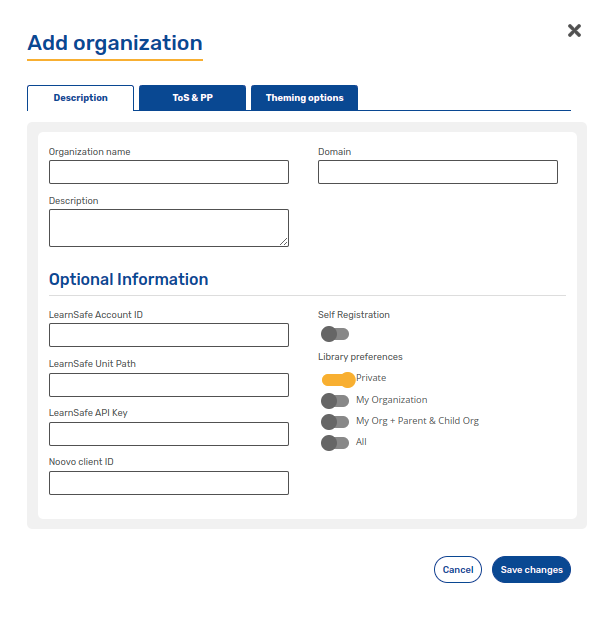 Add organization
Description
ToS & PP
Theming options
Organization name
Domain
Description
Optional Information
LearnSafe Account ID
Self Registration
LearnSafe Unit Path
Library preferences
Private
My Organization
LearnSafe API Key
My Org + Parent & Child Org
All
Noovo client ID
Cancel
Save changes